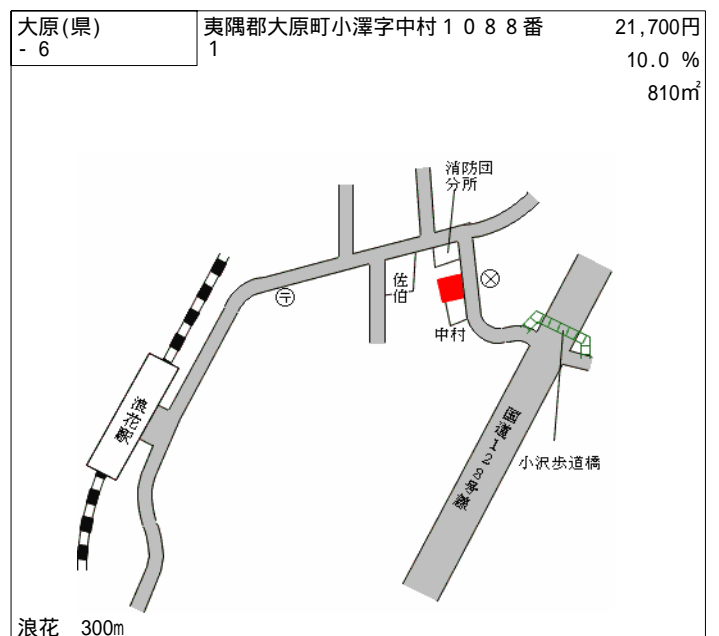 大原(県)
- 6
夷隅郡大原町小澤字中村1088番
1
21,700円
10.0 %
810㎡
消防団
分所
佐伯
中村
〒
浪花駅
国道128号線
小沢歩道橋
浪花 300m